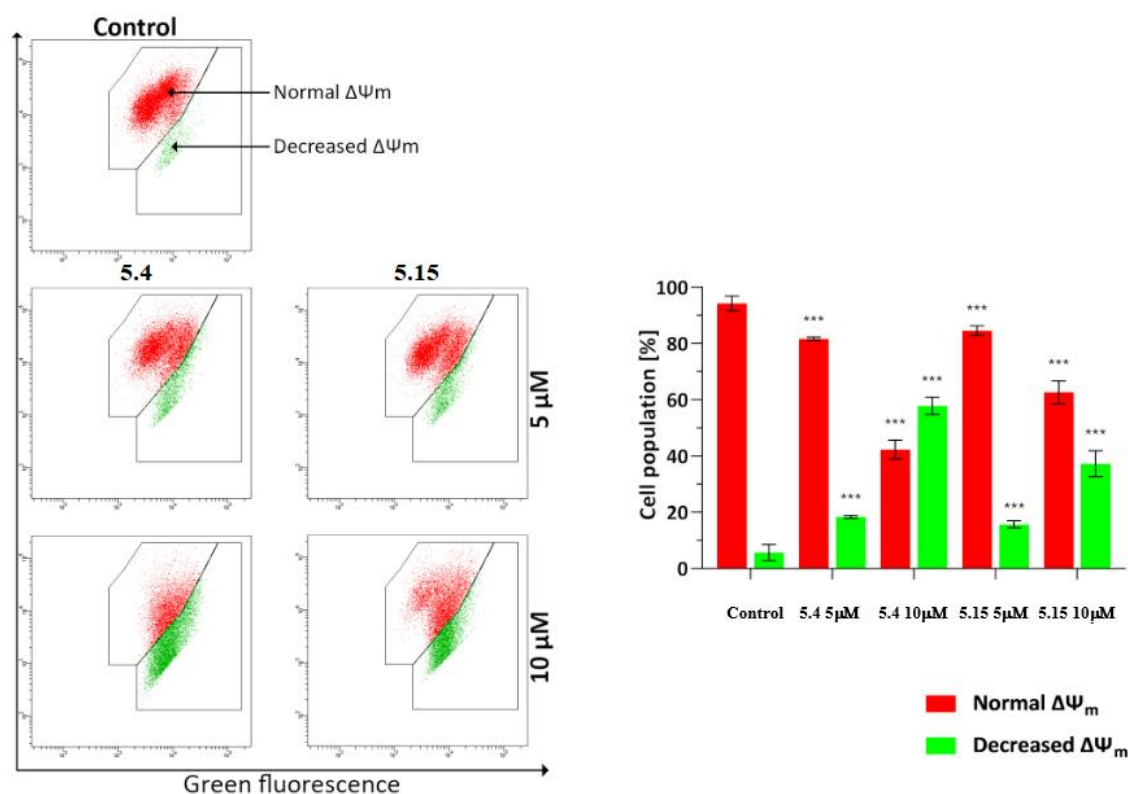 Control
Normal ΔΨm
Decreased ΔΨm
5.4
5.15
5 µM
10 µM
Green fluorescence
Cell population [%]
100
80
60
40
20
0
***
***
***
***
***
***
***
***
Control
5.4 5µM
5.4 10µM
5.15 5µM
5.15 10µM
Normal ΔΨm
Decreased ΔΨm